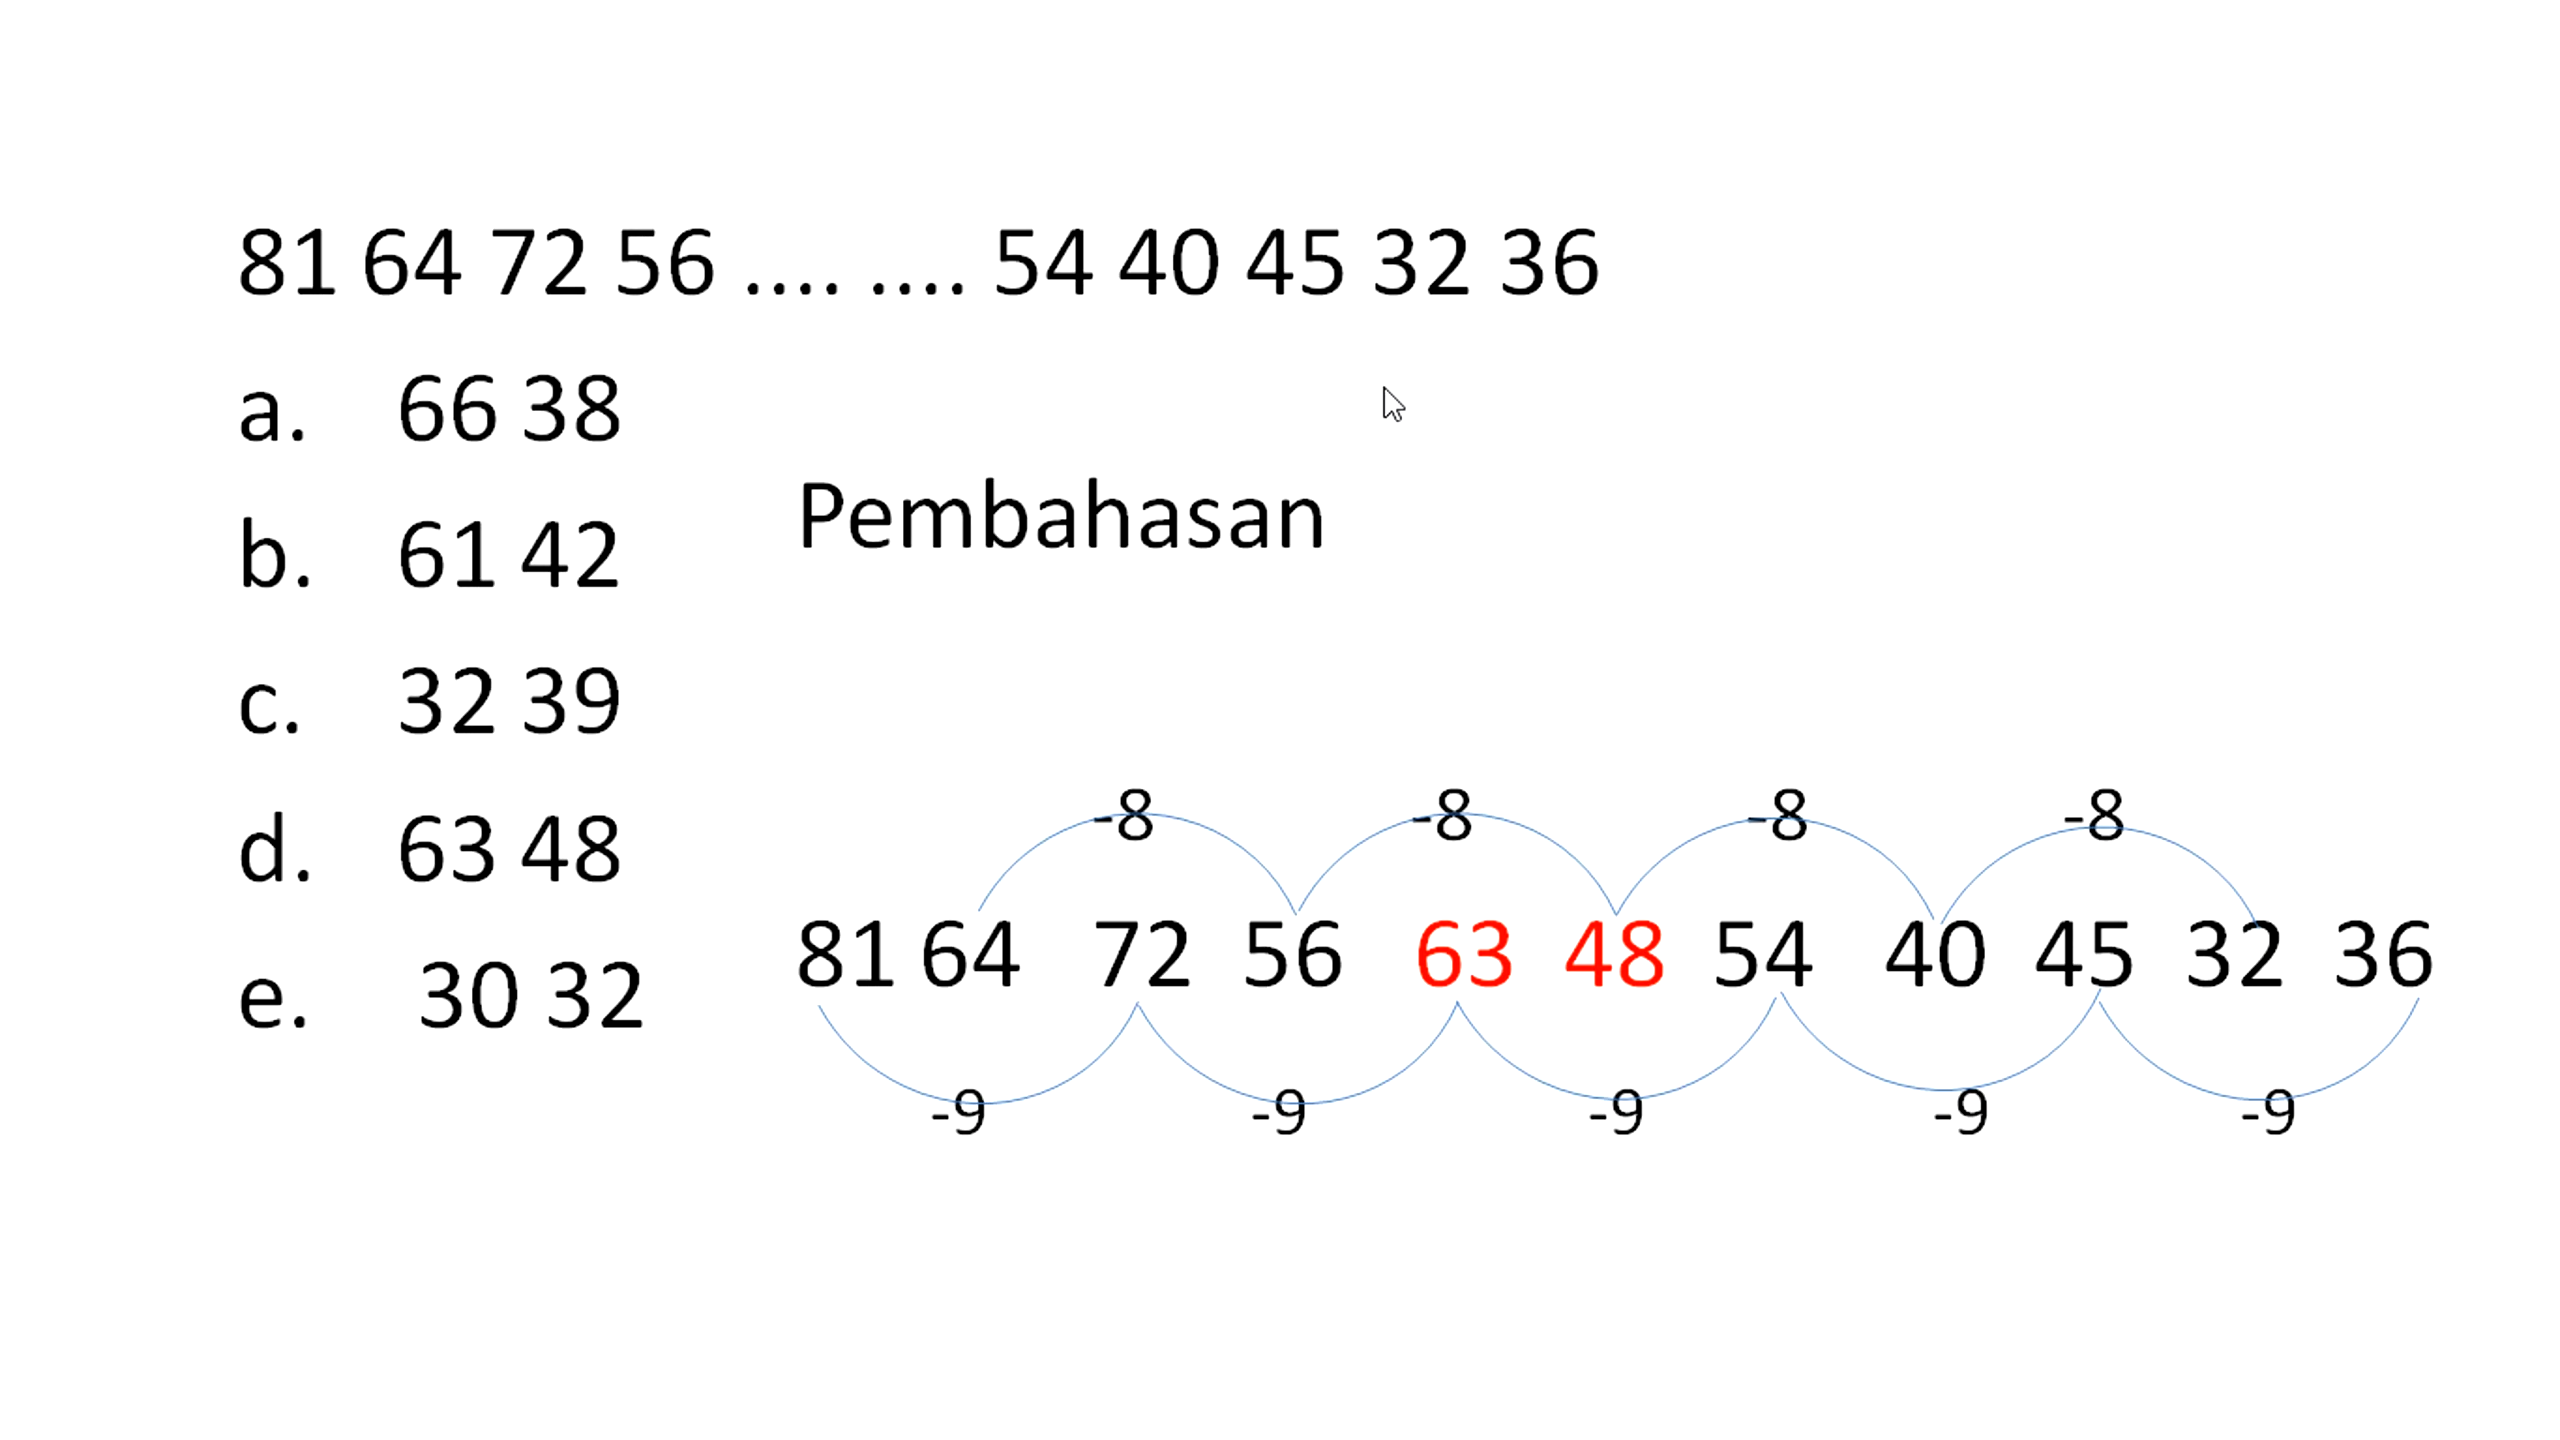 81 64 72 56 .... .... 54 40 45 32 36
a. 66 38
b. 61 42
c. 32 39
d. 63 48
e. 30 32
Pembahasan
-8 -8 -8 -8
81 64 72 56 63 48 54 40 45 32 36
-9 -9 -9 -9 -9